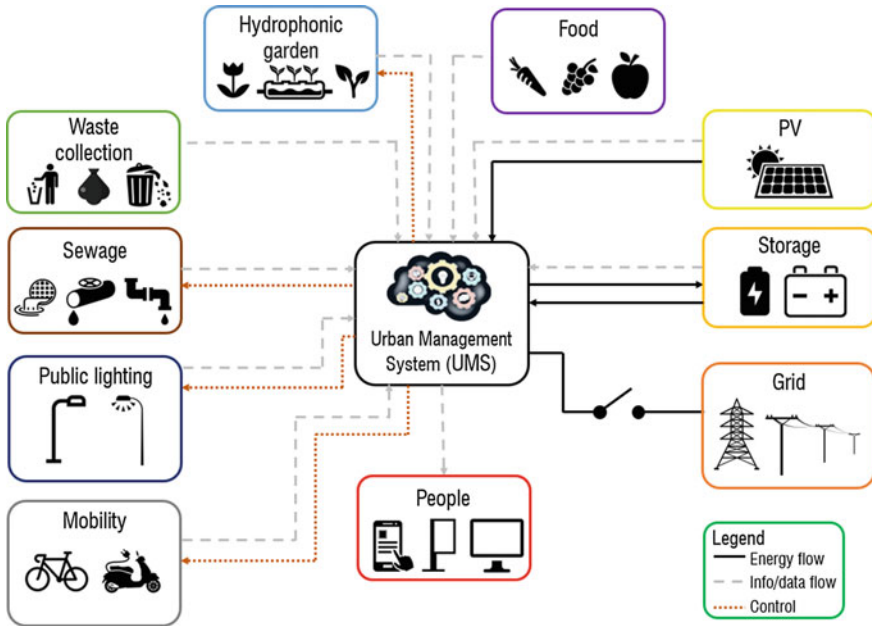 Hydrophonic
garden
Food
Waste
collection
PV
Sewage
Storage
Urban Management
System (UMS)
Public lighting
Grid
People
Mobility
Legend
Energy flow
Info/data flow
Control